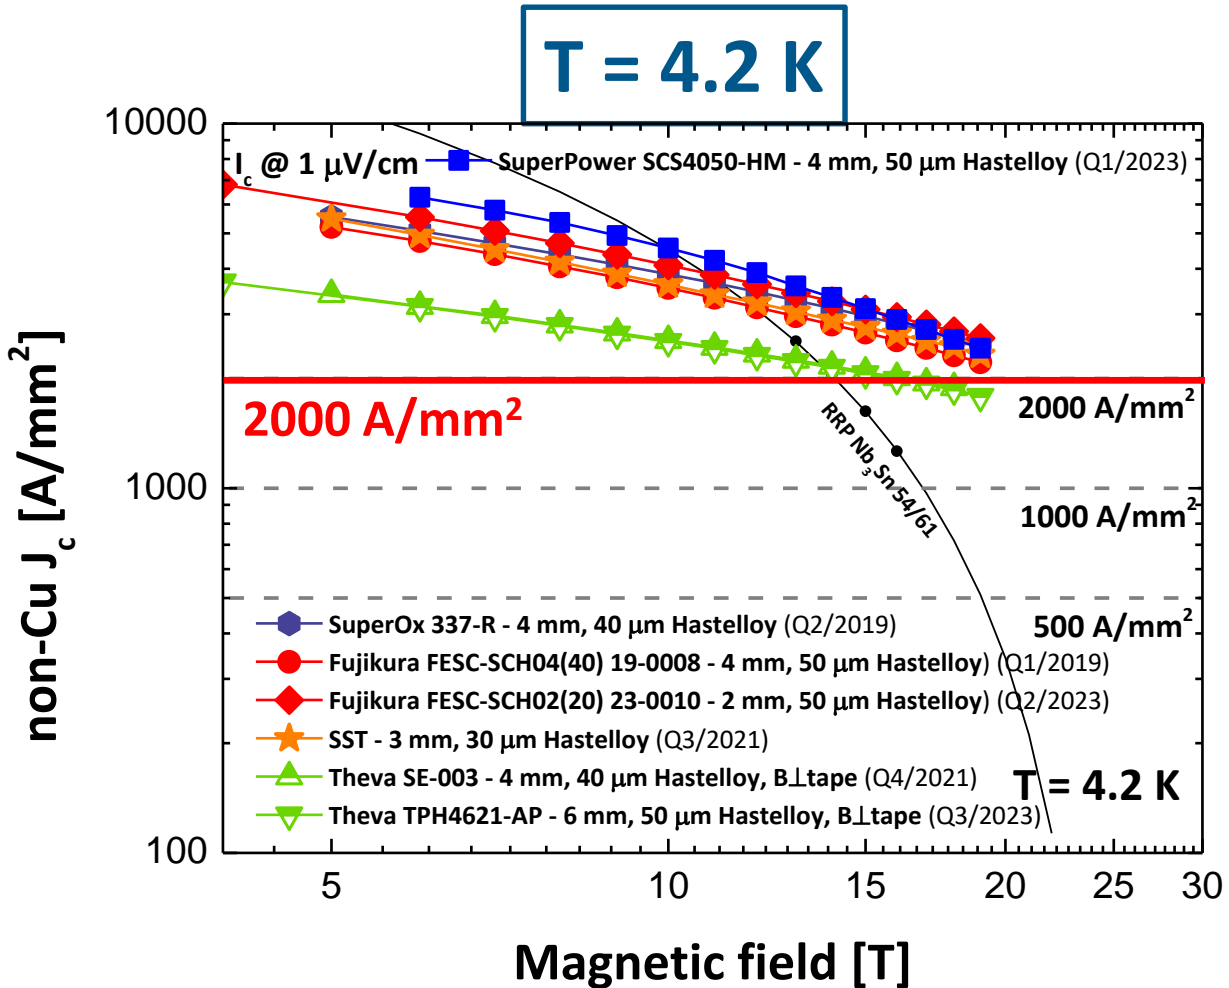 T = 4.2 K
10000
I_c @ 1 μV/cm
SuperPower SCS4050-HM - 4 mm, 50 μm Hastelloy (Q1/2023)
non-Cu J_c [A/mm²]
2000 A/mm²
2000 A/mm²
RRP Nb₃Sn 54/61
1000
1000 A/mm²
500 A/mm²
SuperOx 337-R - 4 mm, 40 μm Hastelloy (Q2/2019)
Fujikura FESC-SCH04(40) 19-0008 - 4 mm, 50 μm Hastelloy) (Q1/2019)
Fujikura FESC-SCH02(20) 23-0010 - 2 mm, 50 μm Hastelloy) (Q2/2023)
SST - 3 mm, 30 μm Hastelloy (Q3/2021)
Theva SE-003 - 4 mm, 40 μm Hastelloy, B⊥tape (Q4/2021)
T = 4.2 K
Theva TPH4621-AP - 6 mm, 50 μm Hastelloy, B⊥tape (Q3/2023)
100
5 10 15 20 25 30
Magnetic field [T]